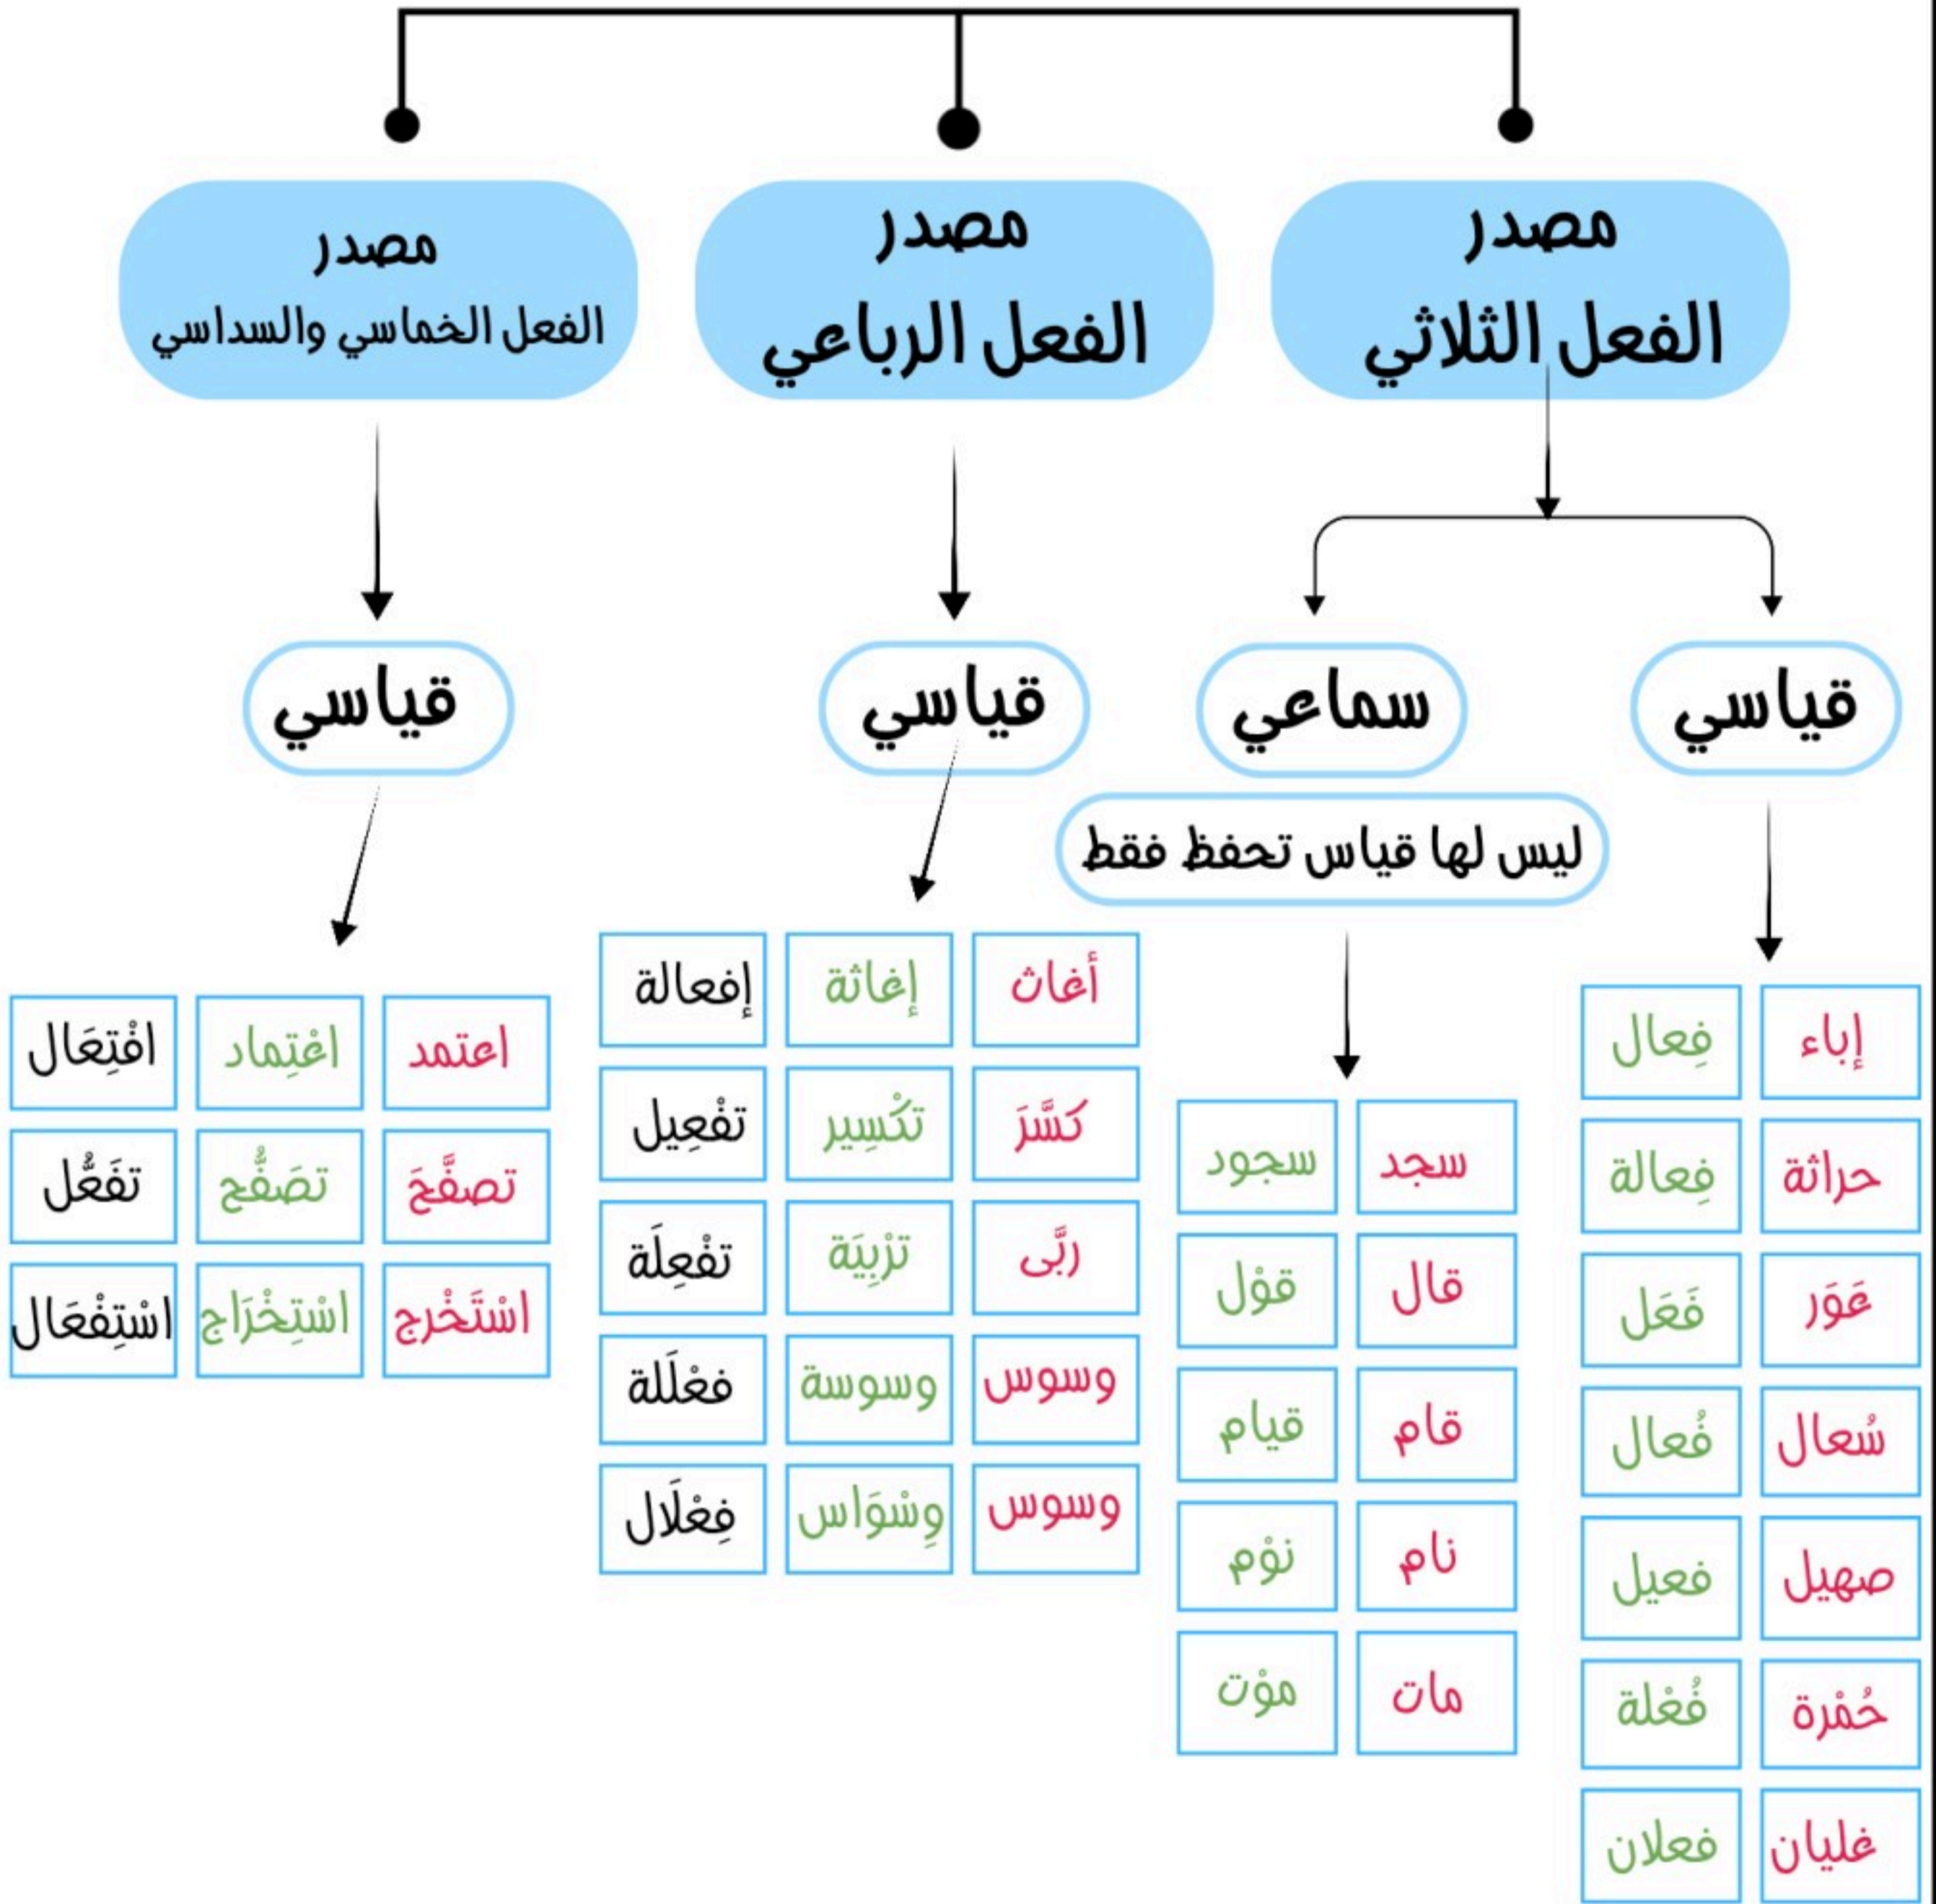 مصدر
الفعل الثلاثي
مصدر
الفعل الرباعي
مصدر
الفعل الخماسي والسداسي
قياسي
سماعي
قياسي
قياسي
ليس لها قياس تحفظ فقط
إباء فِعال
حراثة فِعالة
عَوَر فَعَل
سُعال فُعال
صهيل فعيل
حُمْرة فُعْلة
غليان فعلان
سجد سجود
قال قوْل
قام قيام
نام نوْم
مات موْت
أغاث إغاثة إفعالة
كسَّرَ تكْسِير تفْعِيل
ربَّى ترْبِيَة تفْعِلَة
وسوس وسوسة فعْلَلة
وسوس وِسْوَاس فِعْلَال
اعتمد اعْتِماد افْتِعَال
تصفَّحَ تصَفُّح تفَعُّل
اسْتَخْرج اسْتِخْرَاج اسْتِفْعَال